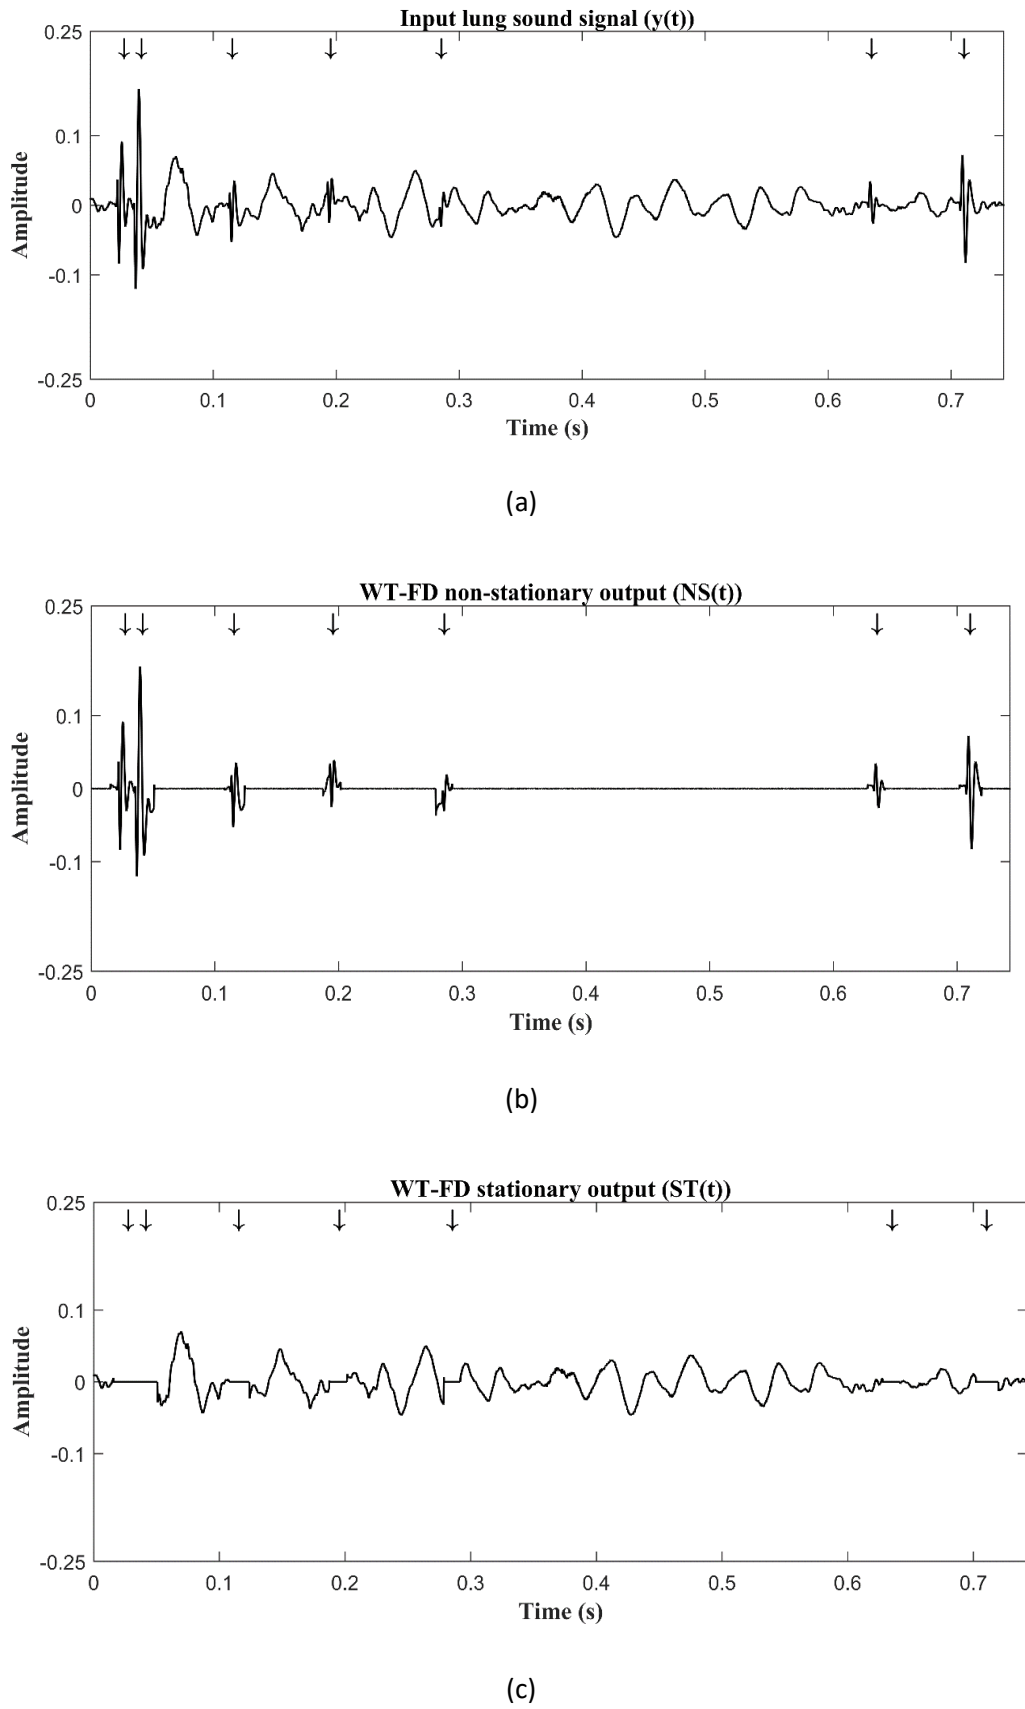 Input lung sound signal (y(t))
0.25
0.1
0
-0.1
-0.25
Amplitude
0 0.1 0.2 0.3 0.4 0.5 0.6 0.7
Time (s)
(a)
WT-FD non-stationary output (NS(t))
0.25
0.1
0
-0.1
-0.25
Amplitude
0 0.1 0.2 0.3 0.4 0.5 0.6 0.7
Time (s)
(b)
WT-FD stationary output (ST(t))
0.25
0.1
0
-0.1
-0.25
Amplitude
0 0.1 0.2 0.3 0.4 0.5 0.6 0.7
Time (s)
(c)